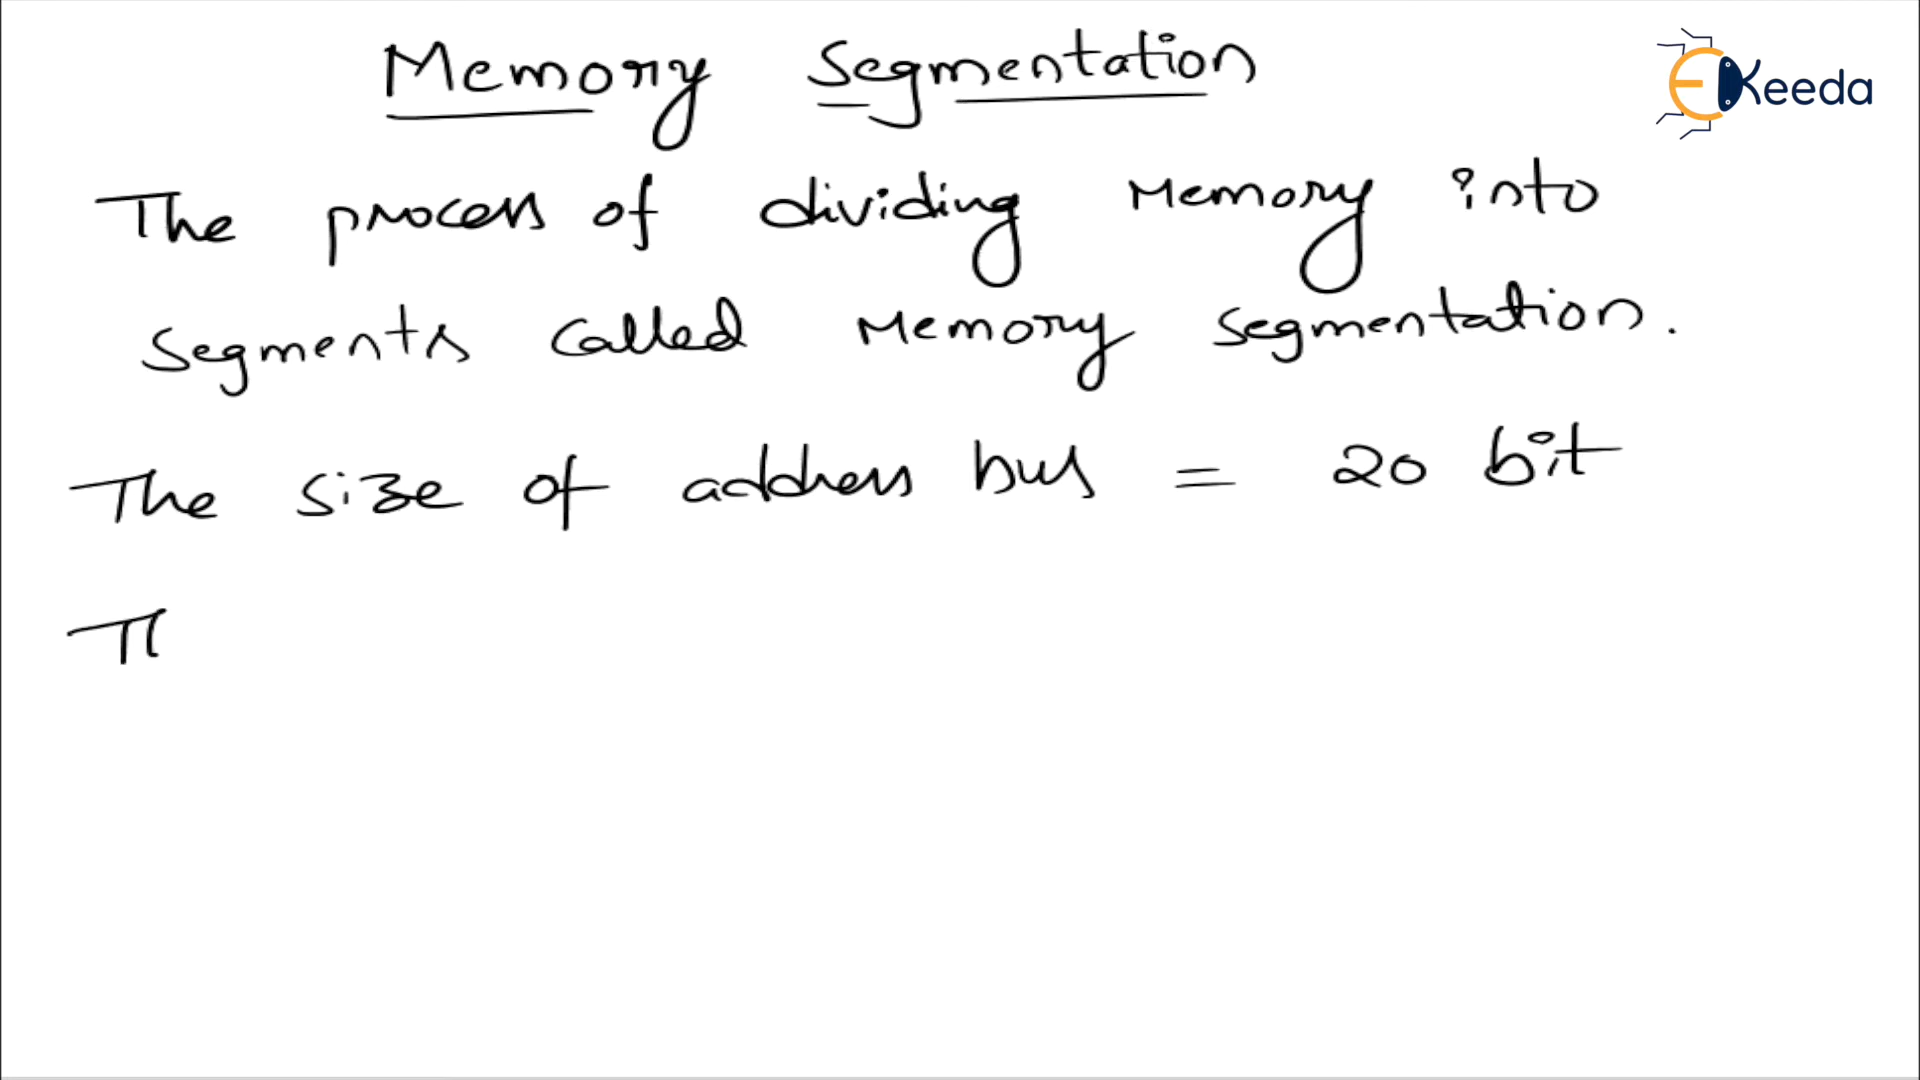 Memory Segmentation
EKeeda
The process of dividing Memory into
segments called Memory segmentation.
The size of address bus = 20 bit
Th